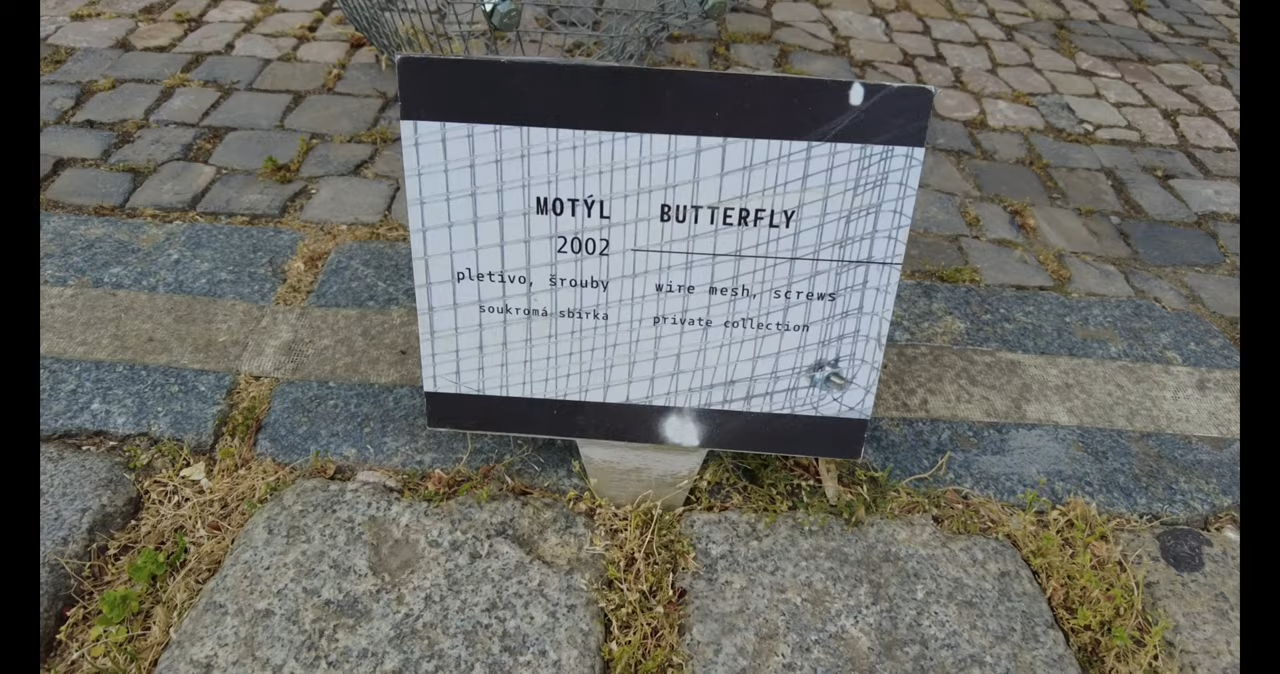 MOTÝL
2002
pletivo, šrouby
soukromá sbírka
BUTTERFLY
wire mesh, screws
private collection